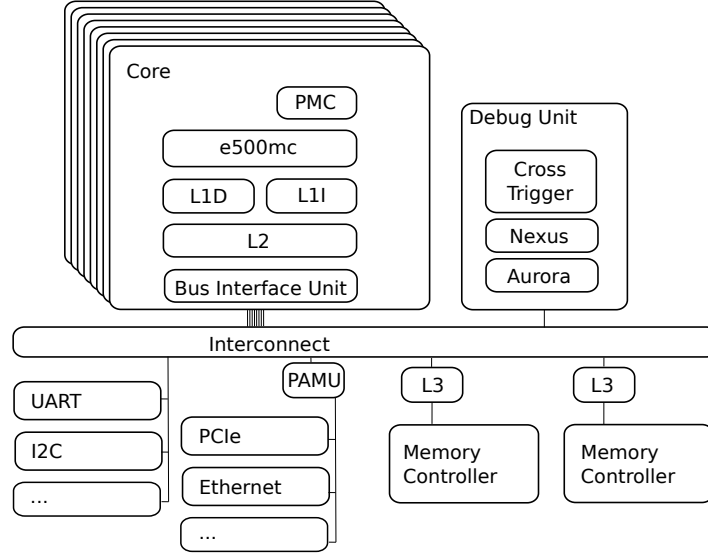 Core
PMC
e500mc
L1D
L1I
L2
Bus Interface Unit
Debug Unit
Cross
Trigger
Nexus
Aurora
Interconnect
UART
I2C
...
PAMU
PCIe
Ethernet
...
L3
Memory
Controller
L3
Memory
Controller